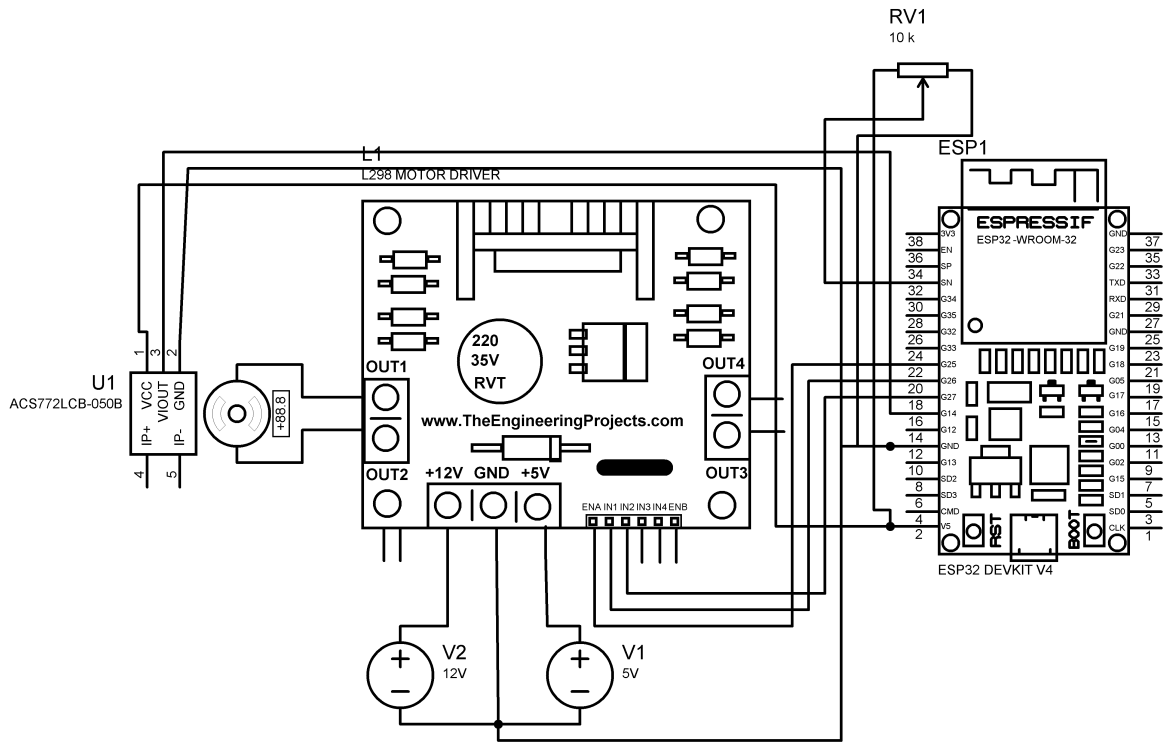 RV1
10 k
ESP1
L1
L298 MOTOR DRIVER
ESPRESSIF
ESP32 -WROOM-32
38
36
34
32
30
28
26
24
22
20
18
16
14
12
10
8
6
4
2
3V3
EN
SP
SN
G34
G35
G32
G33
G25
G26
G27
G14
G12
GND
G13
SD2
SD3
CMD
V5
GND
G23
G22
TXD
RXD
G21
GND
G19
G18
G05
G17
G16
G04
G00
G02
G15
SD1
SD0
CLK
37
35
33
31
29
27
25
23
21
19
17
15
13
11
9
7
5
3
1
RST
BOOT
ESP32 DEVKIT V4
220
35V
RVT
OUT1
OUT4
www.TheEngineeringProjects.com
OUT2
+12V GND +5V
OUT3
ENA IN1 IN2 IN3 IN4 ENB
U1
ACS772LCB-050B
1
3
2
VCC
VIOUT
GND
IP+
IP-
4
5
+88.8
V2
12V
V1
5V